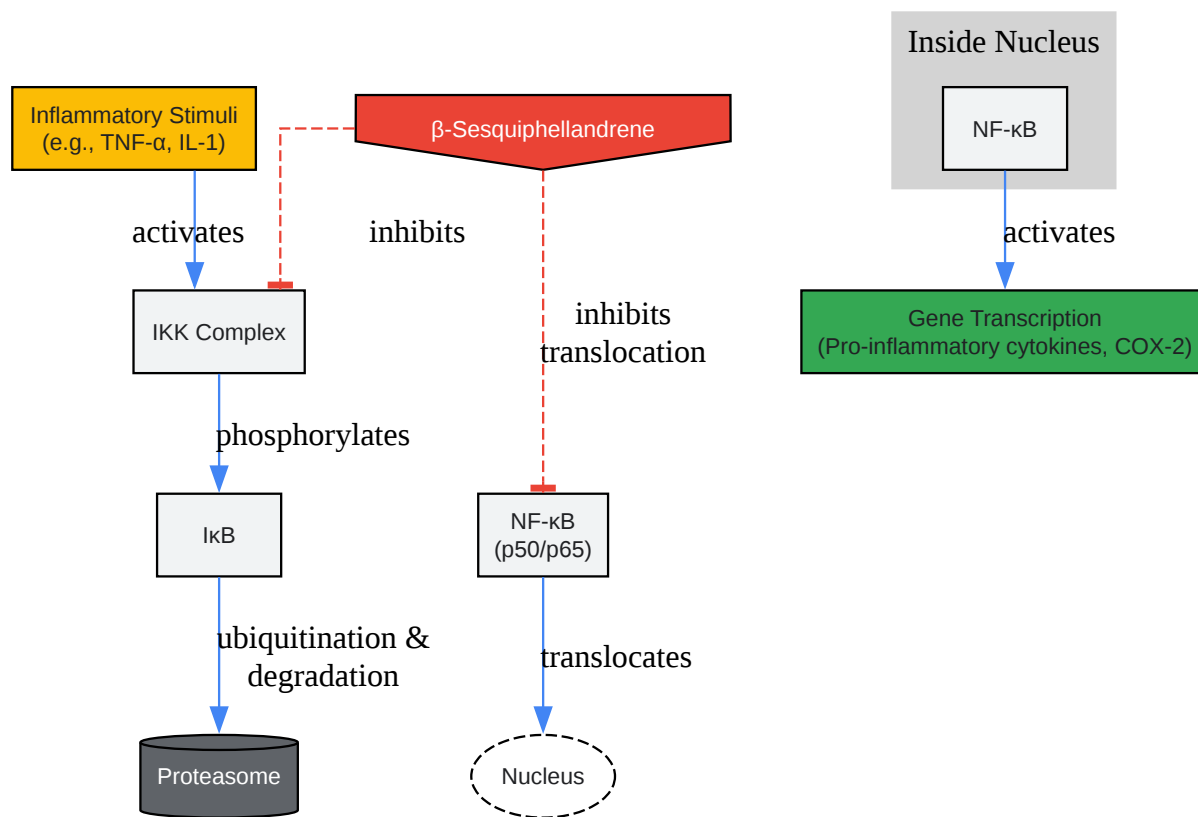 Inside Nucleus
Inflammatory Stimuli
(e.g., TNF-α, IL-1)
β-Sesquiphellandrene
NF-κB
activates
inhibits
activates
IKK Complex
inhibits
translocation
Gene Transcription
(Pro-inflammatory cytokines, COX-2)
phosphorylates
IκB
NF-κB
(p50/p65)
ubiquitination &
degradation
translocates
Proteasome
Nucleus